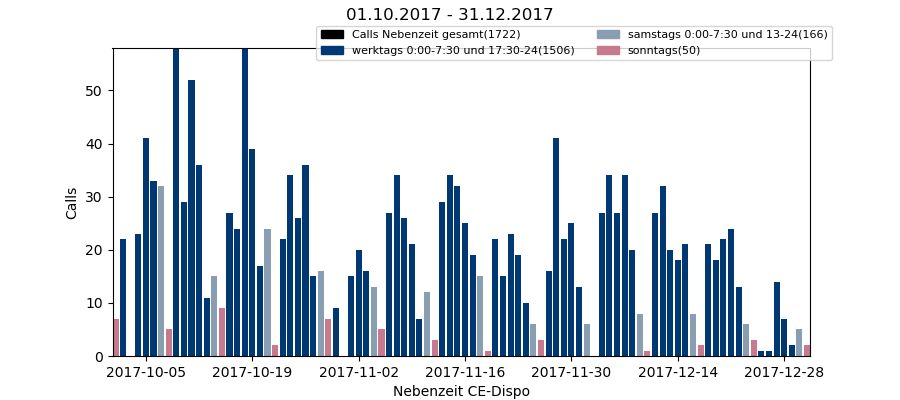 01.10.2017 - 31.12.2017
Calls Nebenzeit gesamt(1722)
werktags 0:00-7:30 und 17:30-24(1506)
samstags 0:00-7:30 und 13-24(166)
sonntags(50)
Calls
50
40
30
20
10
0
2017-10-05 2017-10-19 2017-11-02 2017-11-16 2017-11-30 2017-12-14 2017-12-28
Nebenzeit CE-Dispo